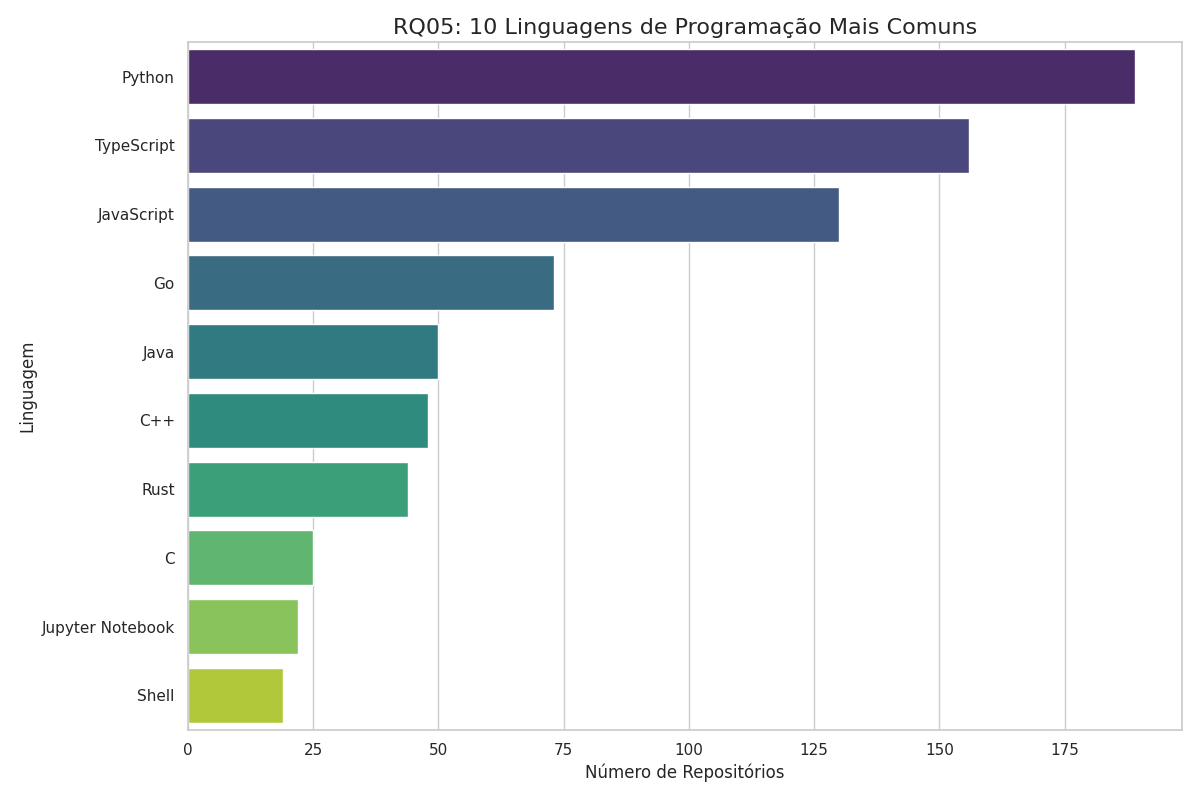 RQ05: 10 Linguagens de Programação Mais Comuns
Linguagem
Python
TypeScript
JavaScript
Go
Java
C++
Rust
C
Jupyter Notebook
Shell
0 25 50 75 100 125 150 175
Número de Repositórios